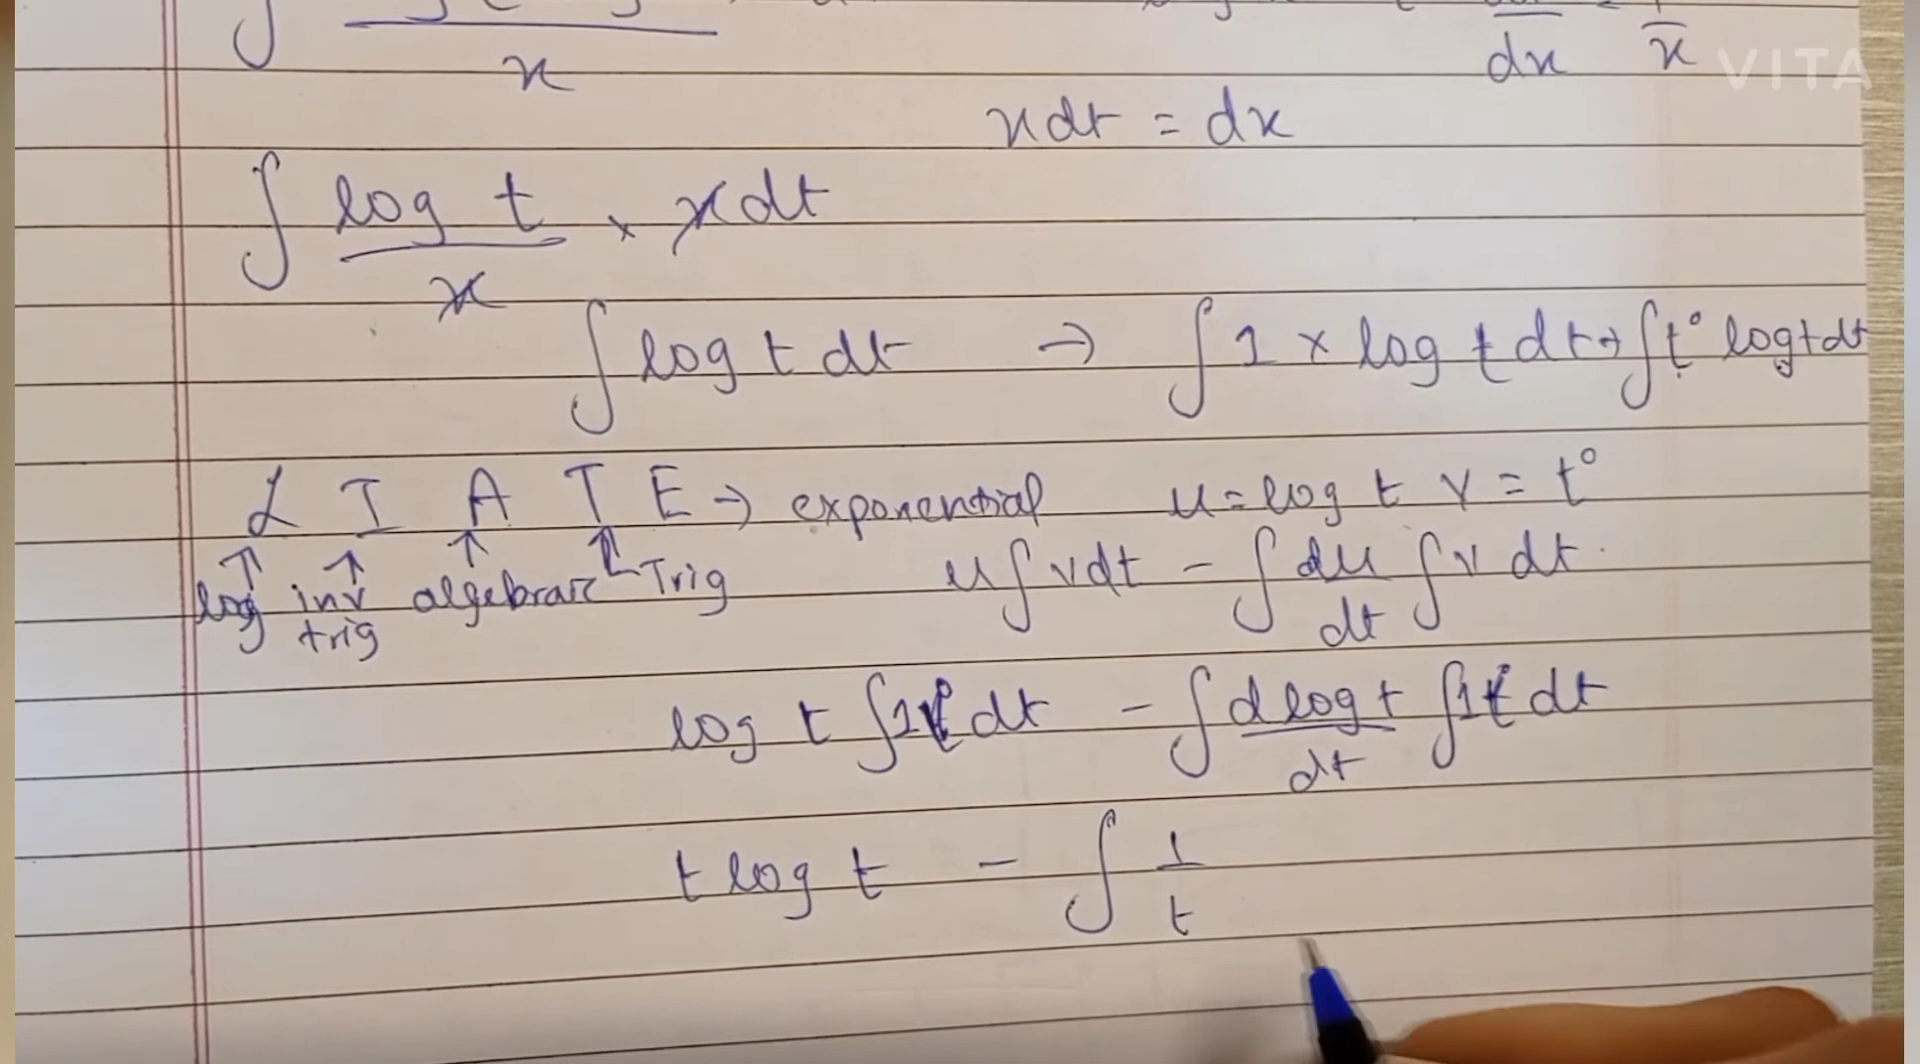 ∫ ――― x
dx x
VITA
x dt = dx
∫ log t / x × x dt
∫ log t dt → ∫ 1 × log t dt → ∫ t° log t dt
L I A T E → exponential u = log t v = t°
log inv trig algebraic Trig
u ∫ v dt - ∫ du/dt ∫ v dt
log t ∫ 1 t° dt - ∫ d log t/dt ∫ 1 t° dt
t log t - ∫ 1/t